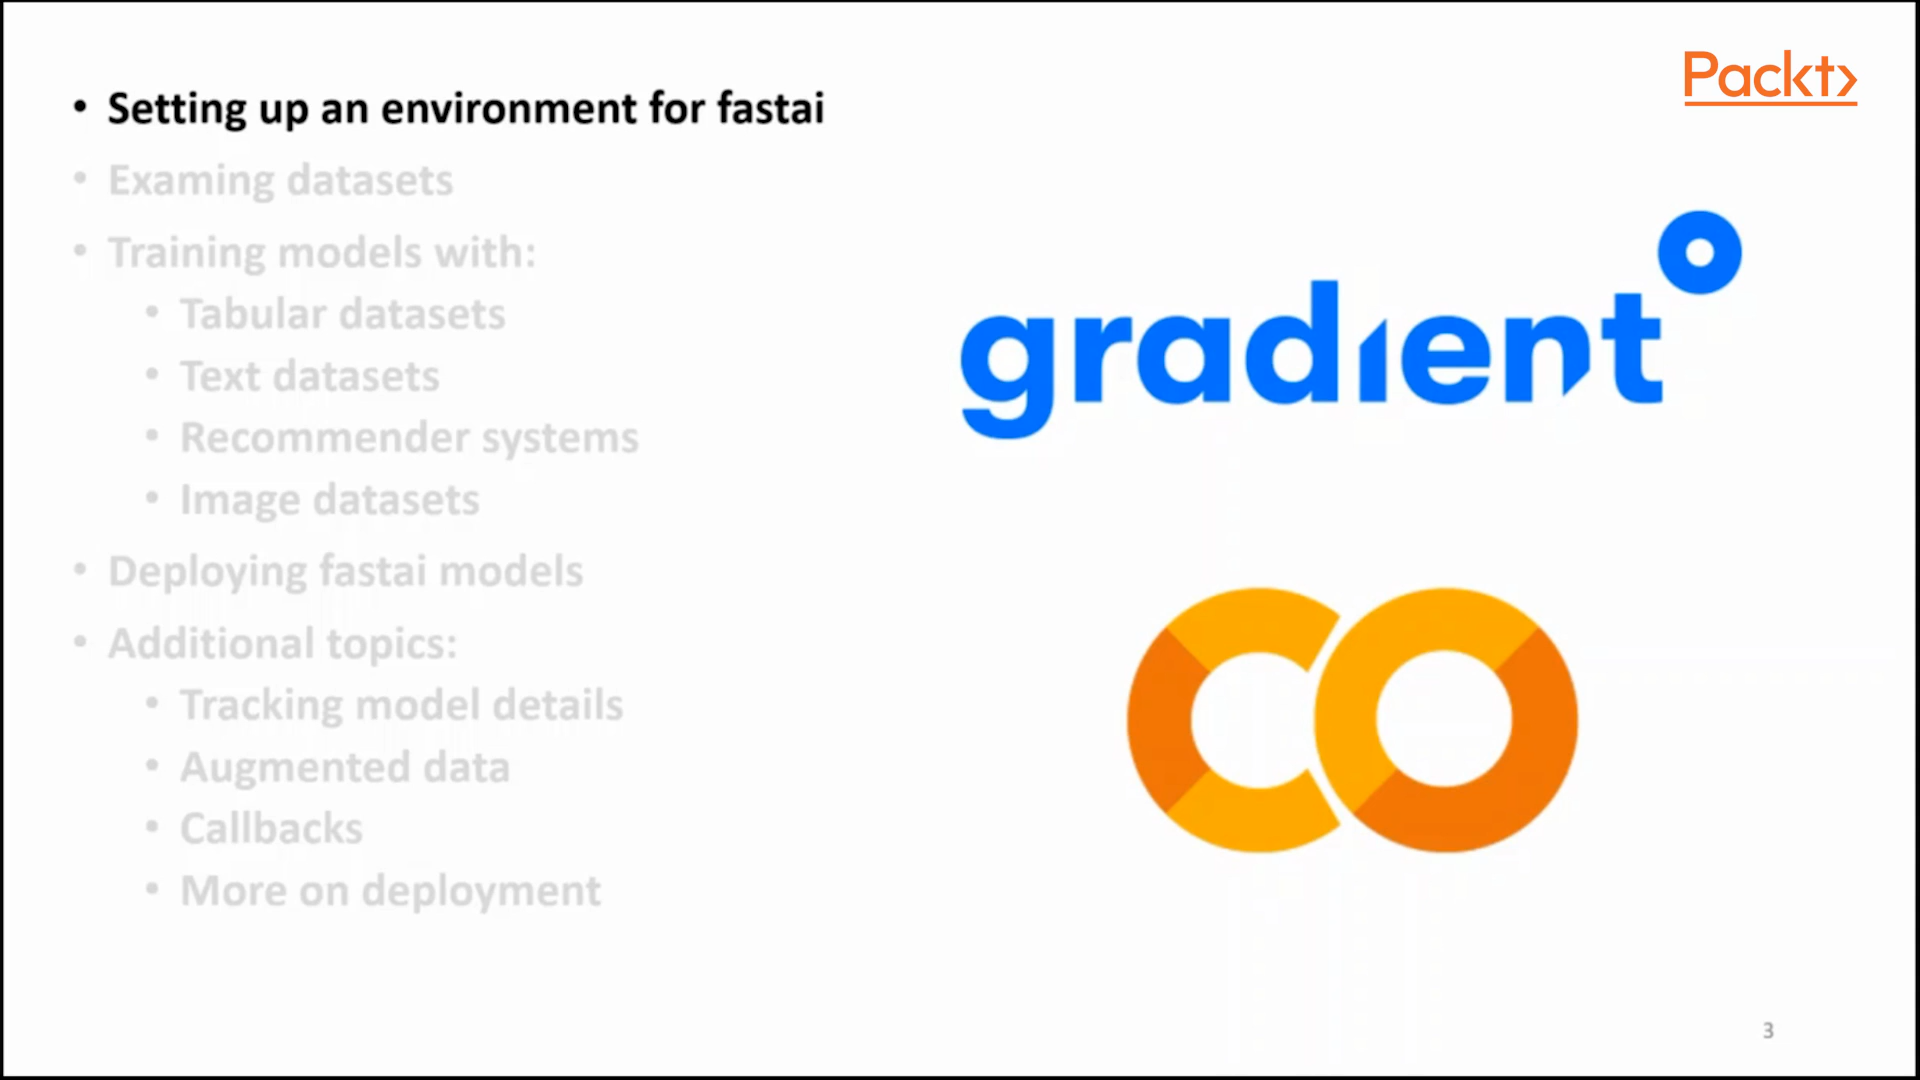 Packt>
• Setting up an environment for fastai
• Examing datasets
• Training models with:
• Tabular datasets
• Text datasets
• Recommender systems
• Image datasets
• Deploying fastai models
• Additional topics:
• Tracking model details
• Augmented data
• Callbacks
• More on deployment
gradient
CO
3